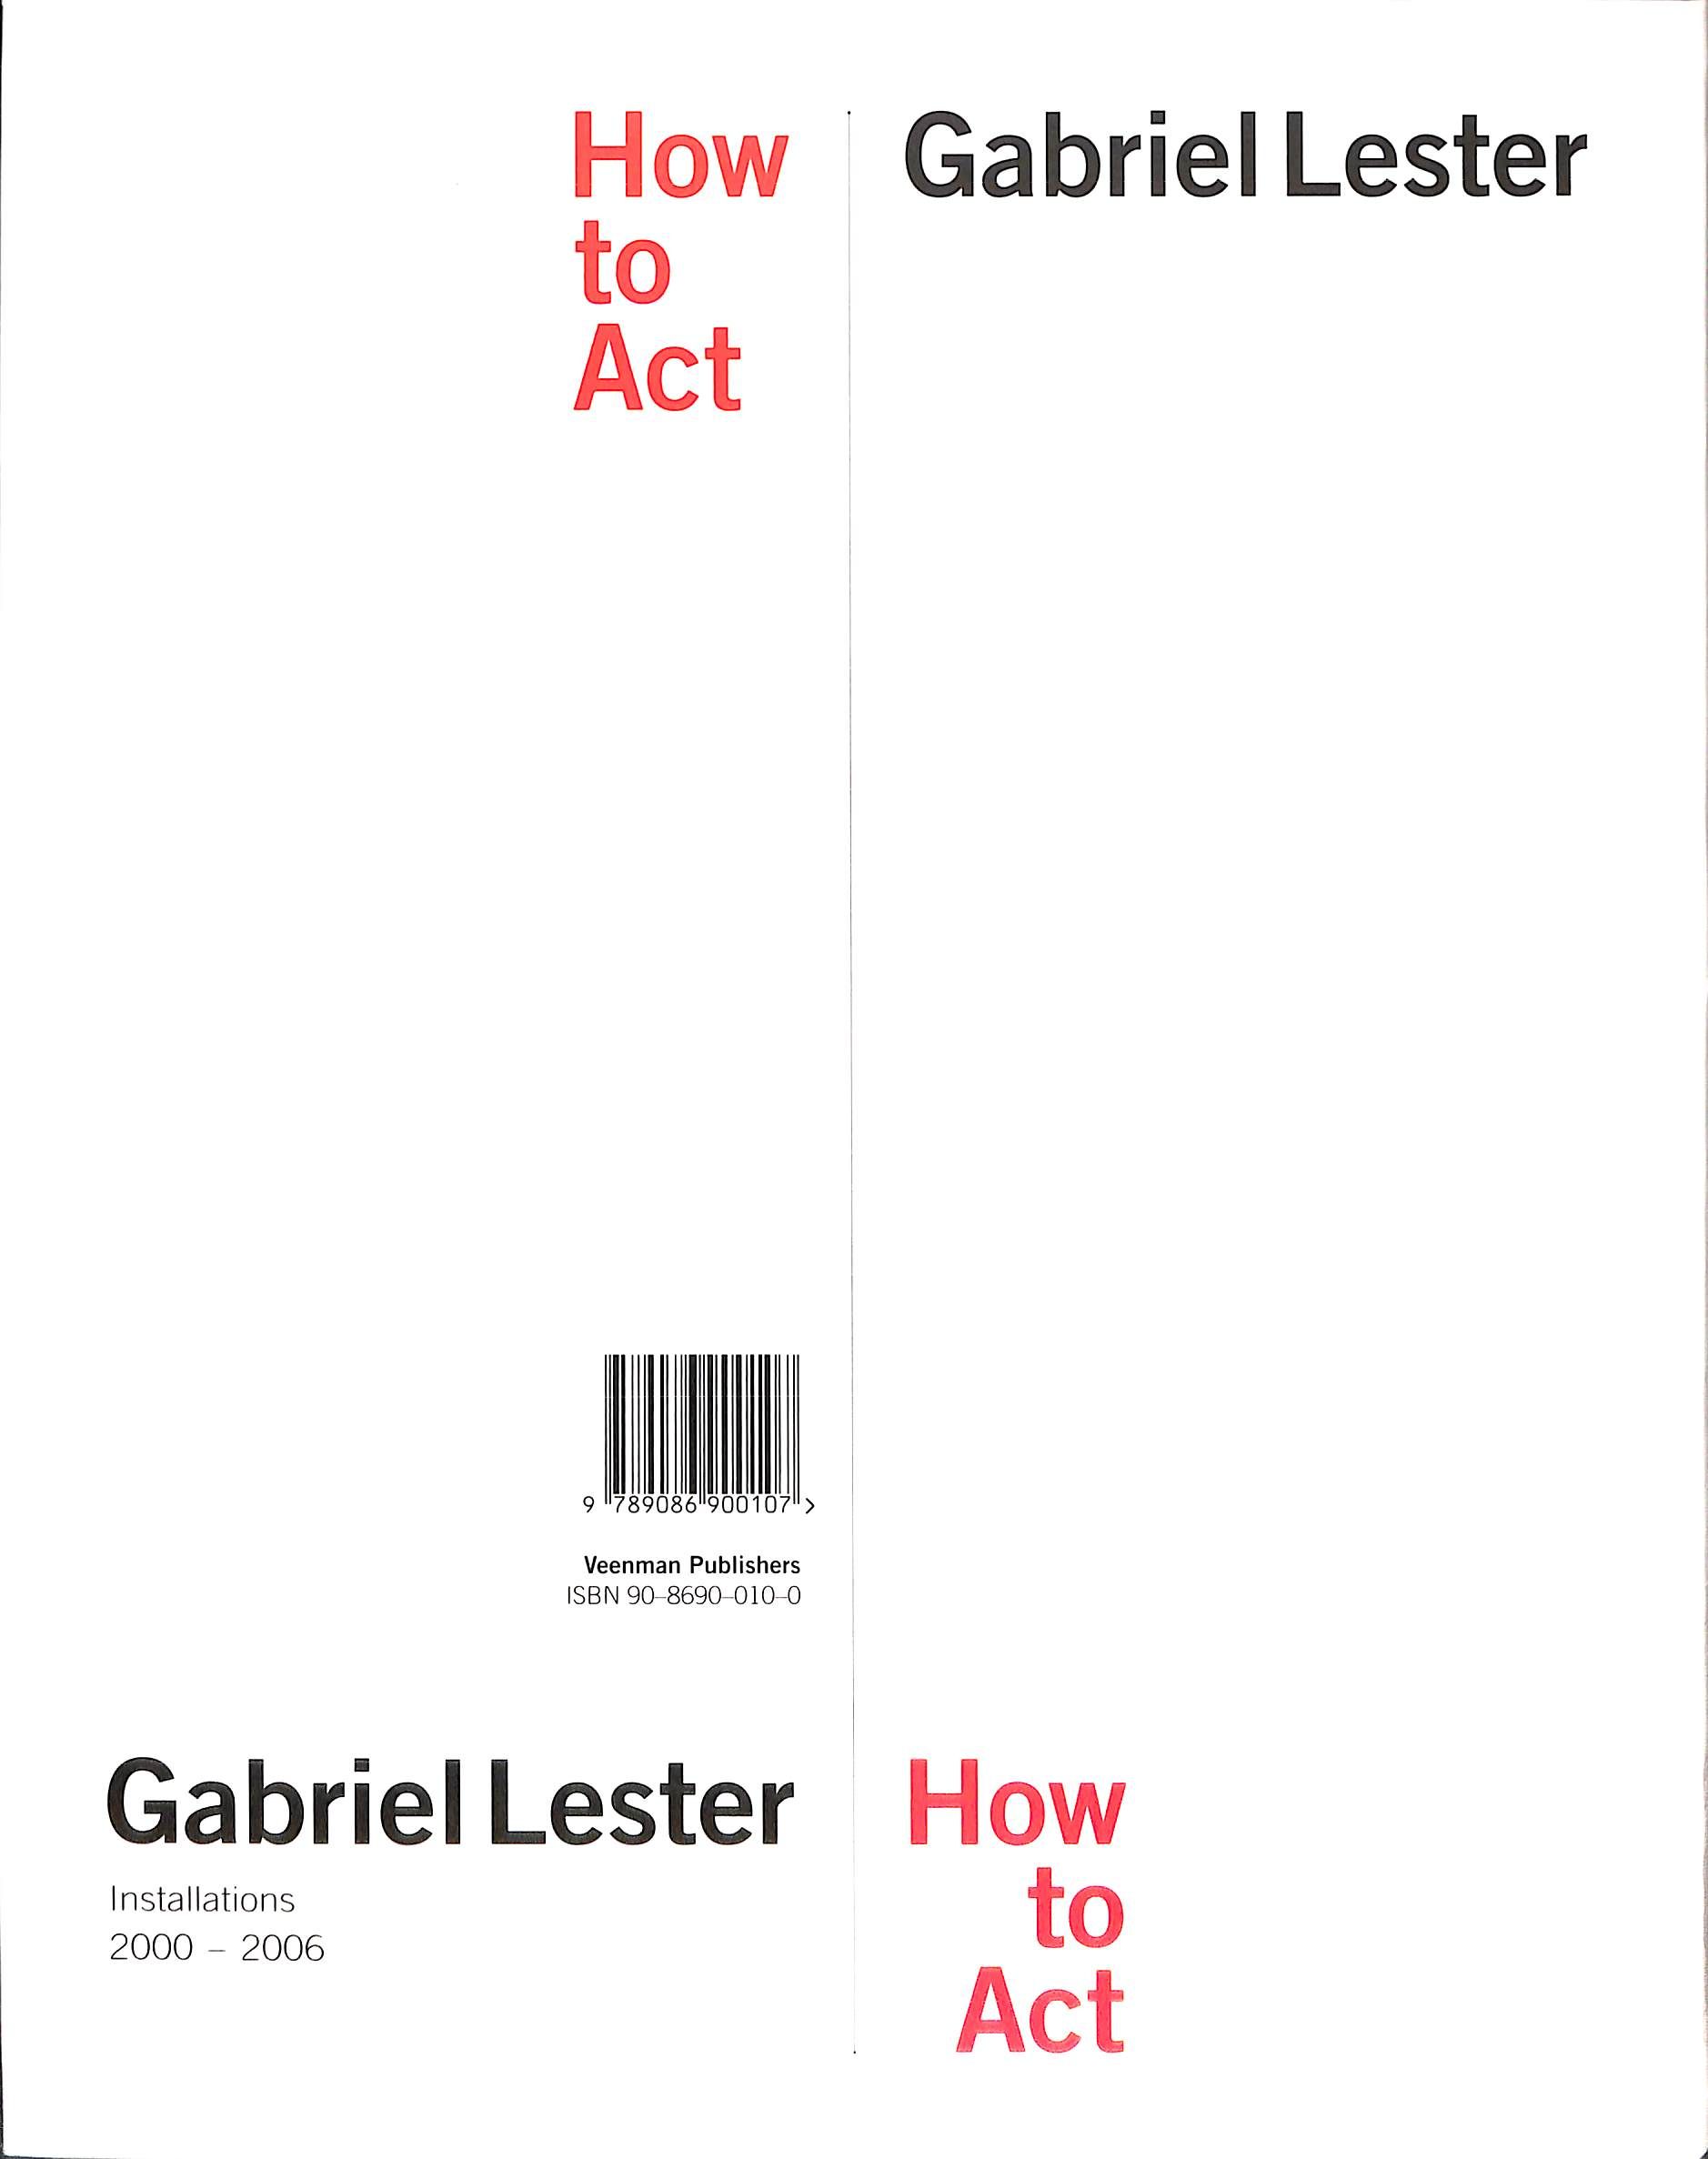 How
to
Act
Gabriel Lester
9 789086 900107 >
Veenman Publishers
ISBN 90–8690–010–0
Gabriel Lester
Installations
2000 – 2006
How
to
Act